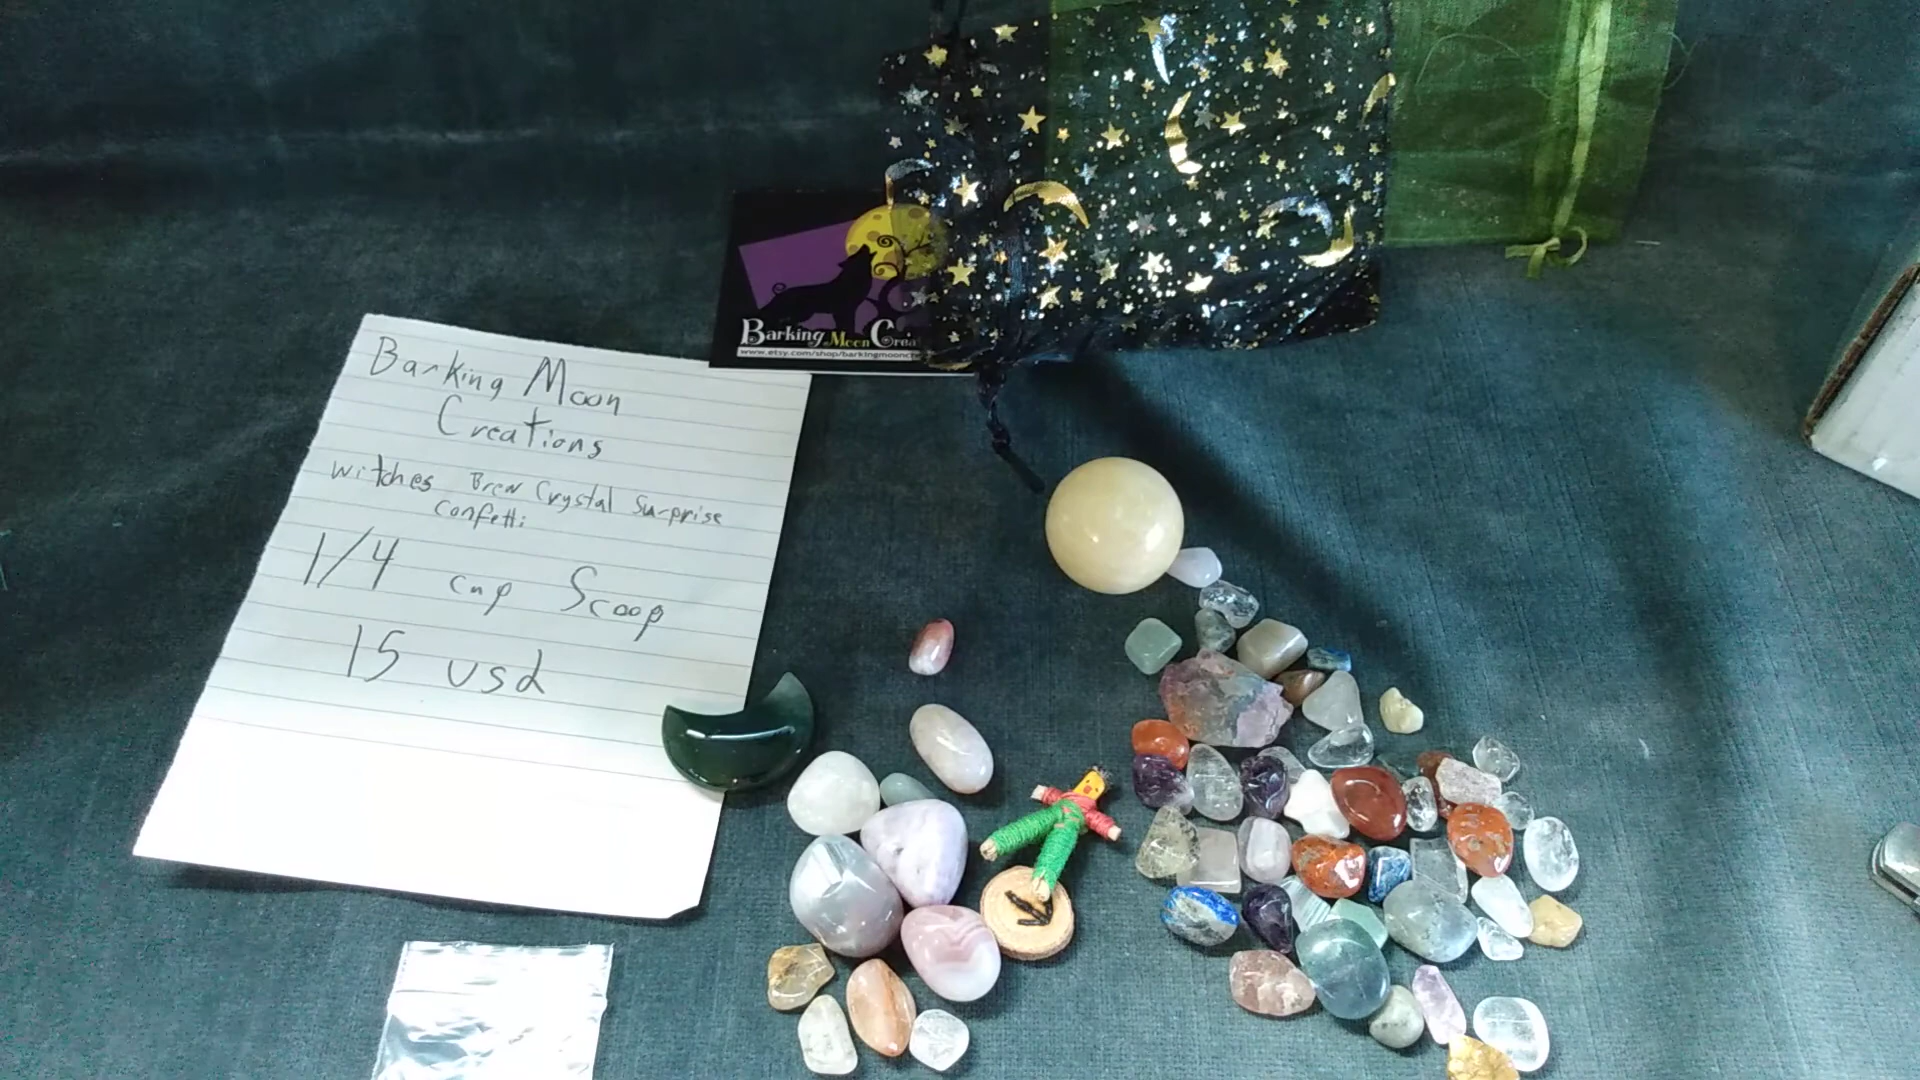 Barking Moon
Creations
Witches Brew Crystal Surprise
Confetti
1/4 cup Scoop
15 usd
Barking Moon Crea
www.etsy.com/shop/barkingmooncre